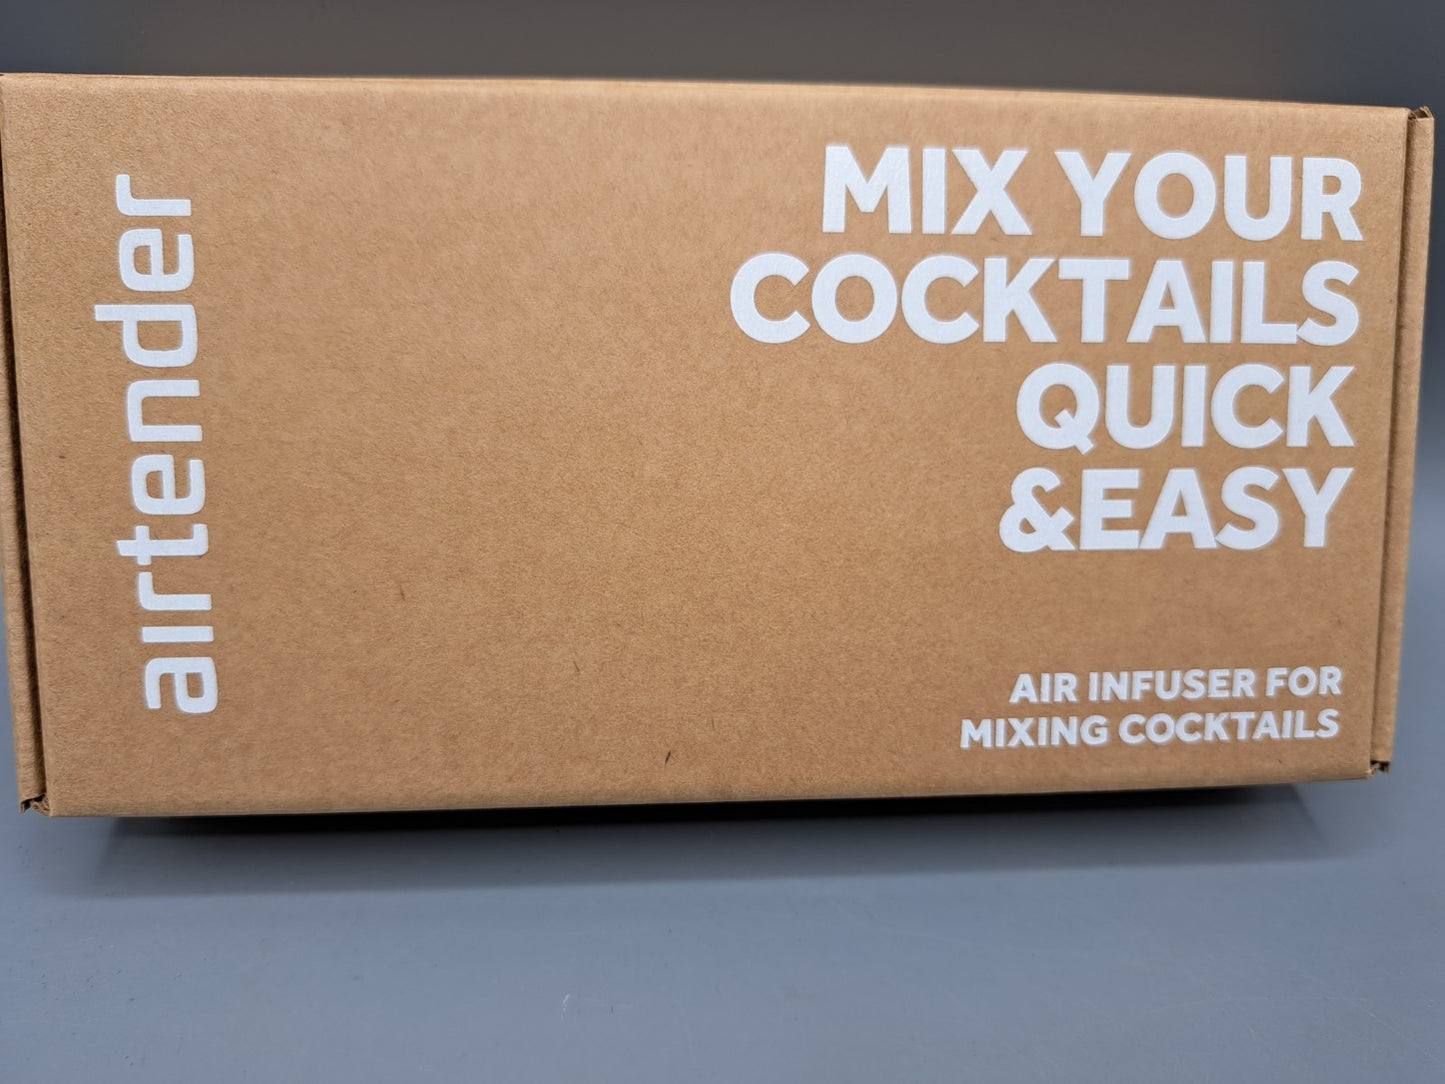 airtender
MIX YOUR
COCKTAILS
QUICK
&EASY
AIR INFUSER FOR
MIXING COCKTAILS